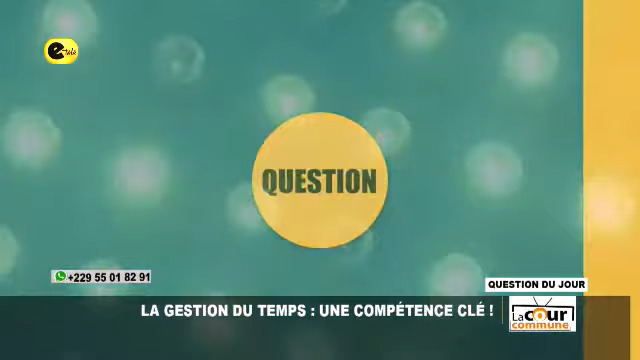 e-télé
QUESTION
+229 55 01 82 91
QUESTION DU JOUR
LA GESTION DU TEMPS : UNE COMPÉTENCE CLÉ !
La cour
commune